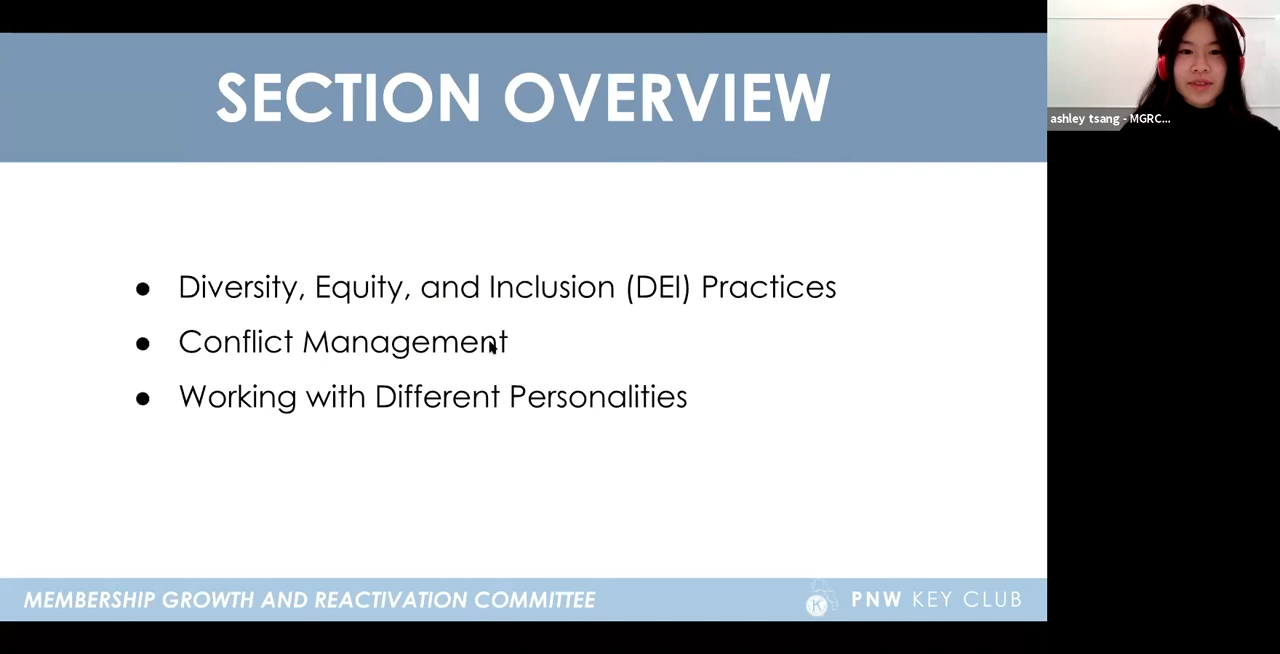 SECTION OVERVIEW
ashley tsang - MGRC...
● Diversity, Equity, and Inclusion (DEI) Practices
● Conflict Management
● Working with Different Personalities
MEMBERSHIP GROWTH AND REACTIVATION COMMITTEE
K
PNW KEY CLUB